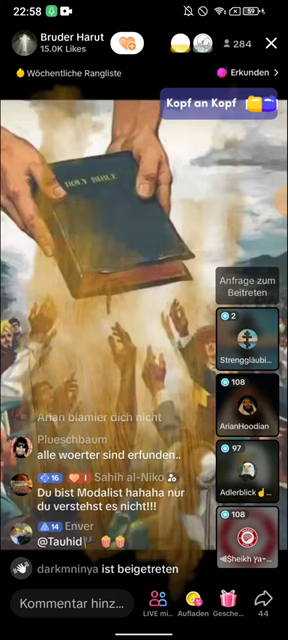 22:58
59
Bruder Harut
15.0K Likes
284
Wöchentliche Rangliste
Erkunden >
Kopf an Kopf
HOLY BIBLE
Anfrage zum
Beitreten
2
Strenggläubi...
108
ArianHoodian
97
Adlerblick☝...
108
Arian blamier dich nicht
Plueschbaum
alle woerter sind erfunden..
16 1 Sahih al-Niko
Du bist Modalist hahaha nur
du verstehst es nicht!!!
14 Enver
@Tauhid 🍿🍿
darkmninya ist beigetreten
Kommentar hinz...
LIVE mi...
Aufladen
Gesche...
44